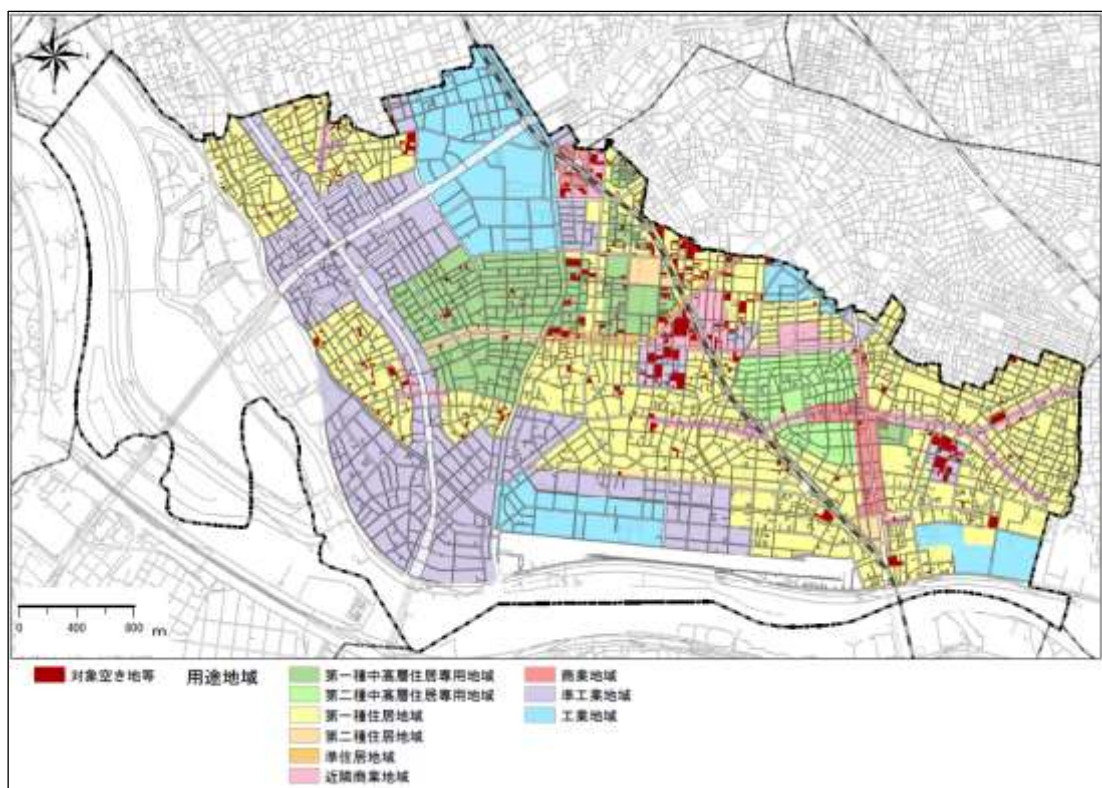 0 400 800 m
対象空き地等
用途地域
第一種中高層住居専用地域
第二種中高層住居専用地域
第一種住居地域
第二種住居地域
準住居地域
近隣商業地域
商業地域
準工業地域
工業地域